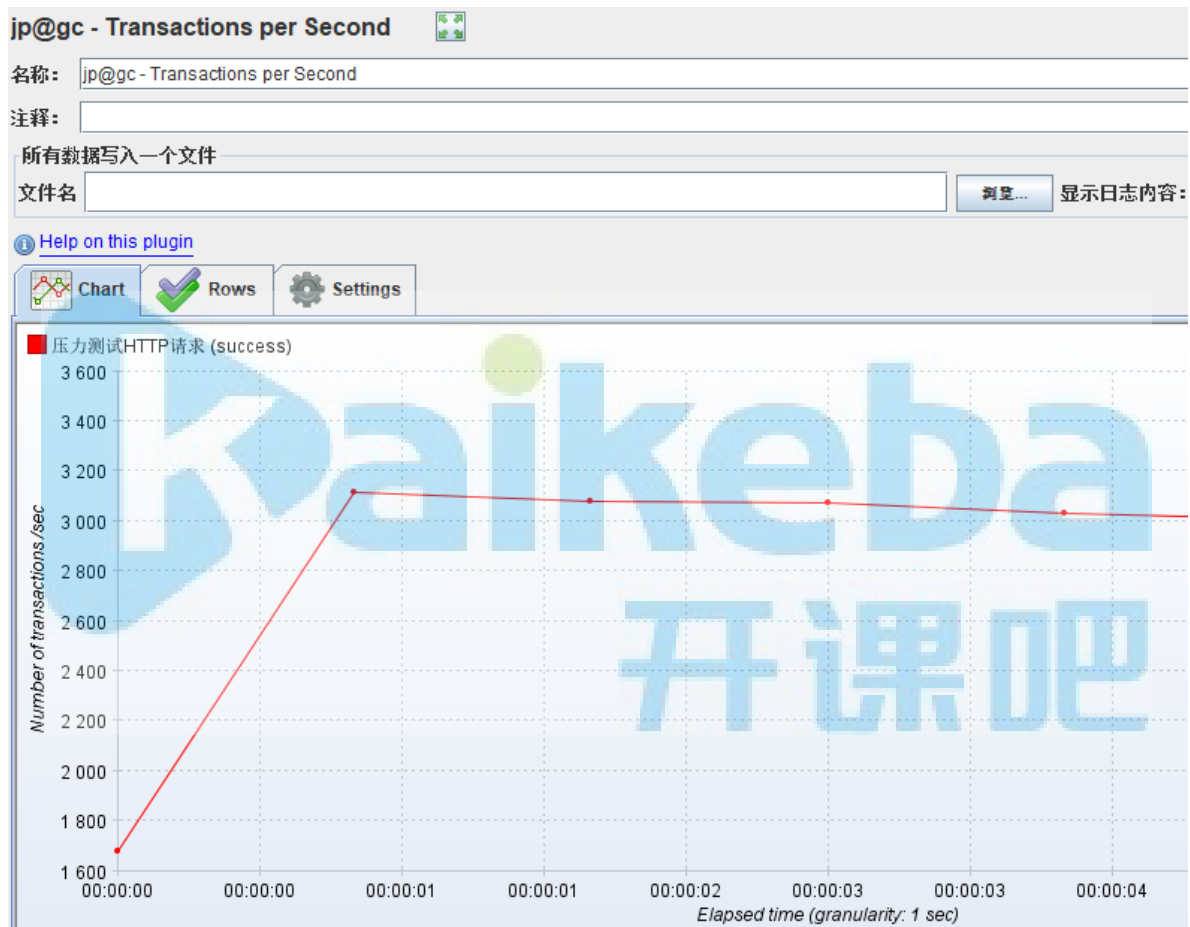 jp@gc - Transactions per Second
名称： jp@gc - Transactions per Second
注释：
所有数据写入一个文件
文件名 浏览... 显示日志内容：
Help on this plugin
Chart Rows Settings
压力测试HTTP请求 (success)
3 600
3 400
3 200
3 000
2 800
2 600
2 400
2 200
2 000
1 800
1 600
Number of transactions /sec
00:00:00 00:00:00 00:00:01 00:00:01 00:00:02 00:00:03 00:00:03 00:00:04
Elapsed time (granularity: 1 sec)
Kaikeba
开课吧